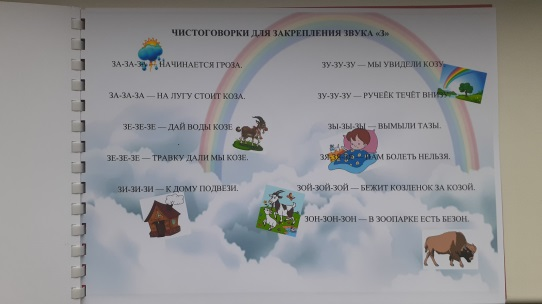 ЧИСТОГОВОРКИ ДЛЯ ЗАКРЕПЛЕНИЯ ЗВУКА «З»
ЗА-ЗА-ЗА — НАЧИНАЕТСЯ ГРОЗА.
ЗА-ЗА-ЗА — НА ЛУГУ СТОИТ КОЗА.
ЗЕ-ЗЕ-ЗЕ — ДАЙ ВОДЫ КОЗЕ
ЗЕ-ЗЕ-ЗЕ — ТРАВКУ ДАЛИ МЫ КОЗЕ.
ЗИ-ЗИ-ЗИ — К ДОМУ ПОДВЕЗИ.
ЗУ-ЗУ-ЗУ — МЫ УВИДЕЛИ КОЗУ.
ЗУ-ЗУ-ЗУ — РУЧЕЁК ТЕЧЁТ ВНИЗУ.
ЗЫ-ЗЫ-ЗЫ — ВЫМЫЛИ ТАЗЫ.
ВАМ БОЛЕТЬ НЕЛЬЗЯ.
ЗОЙ-ЗОЙ-ЗОЙ — БЕЖИТ КОЗЛЕНОК ЗА КОЗОЙ.
ЗОН-ЗОН-ЗОН — В ЗООПАРКЕ ЕСТЬ БЕЗОН.